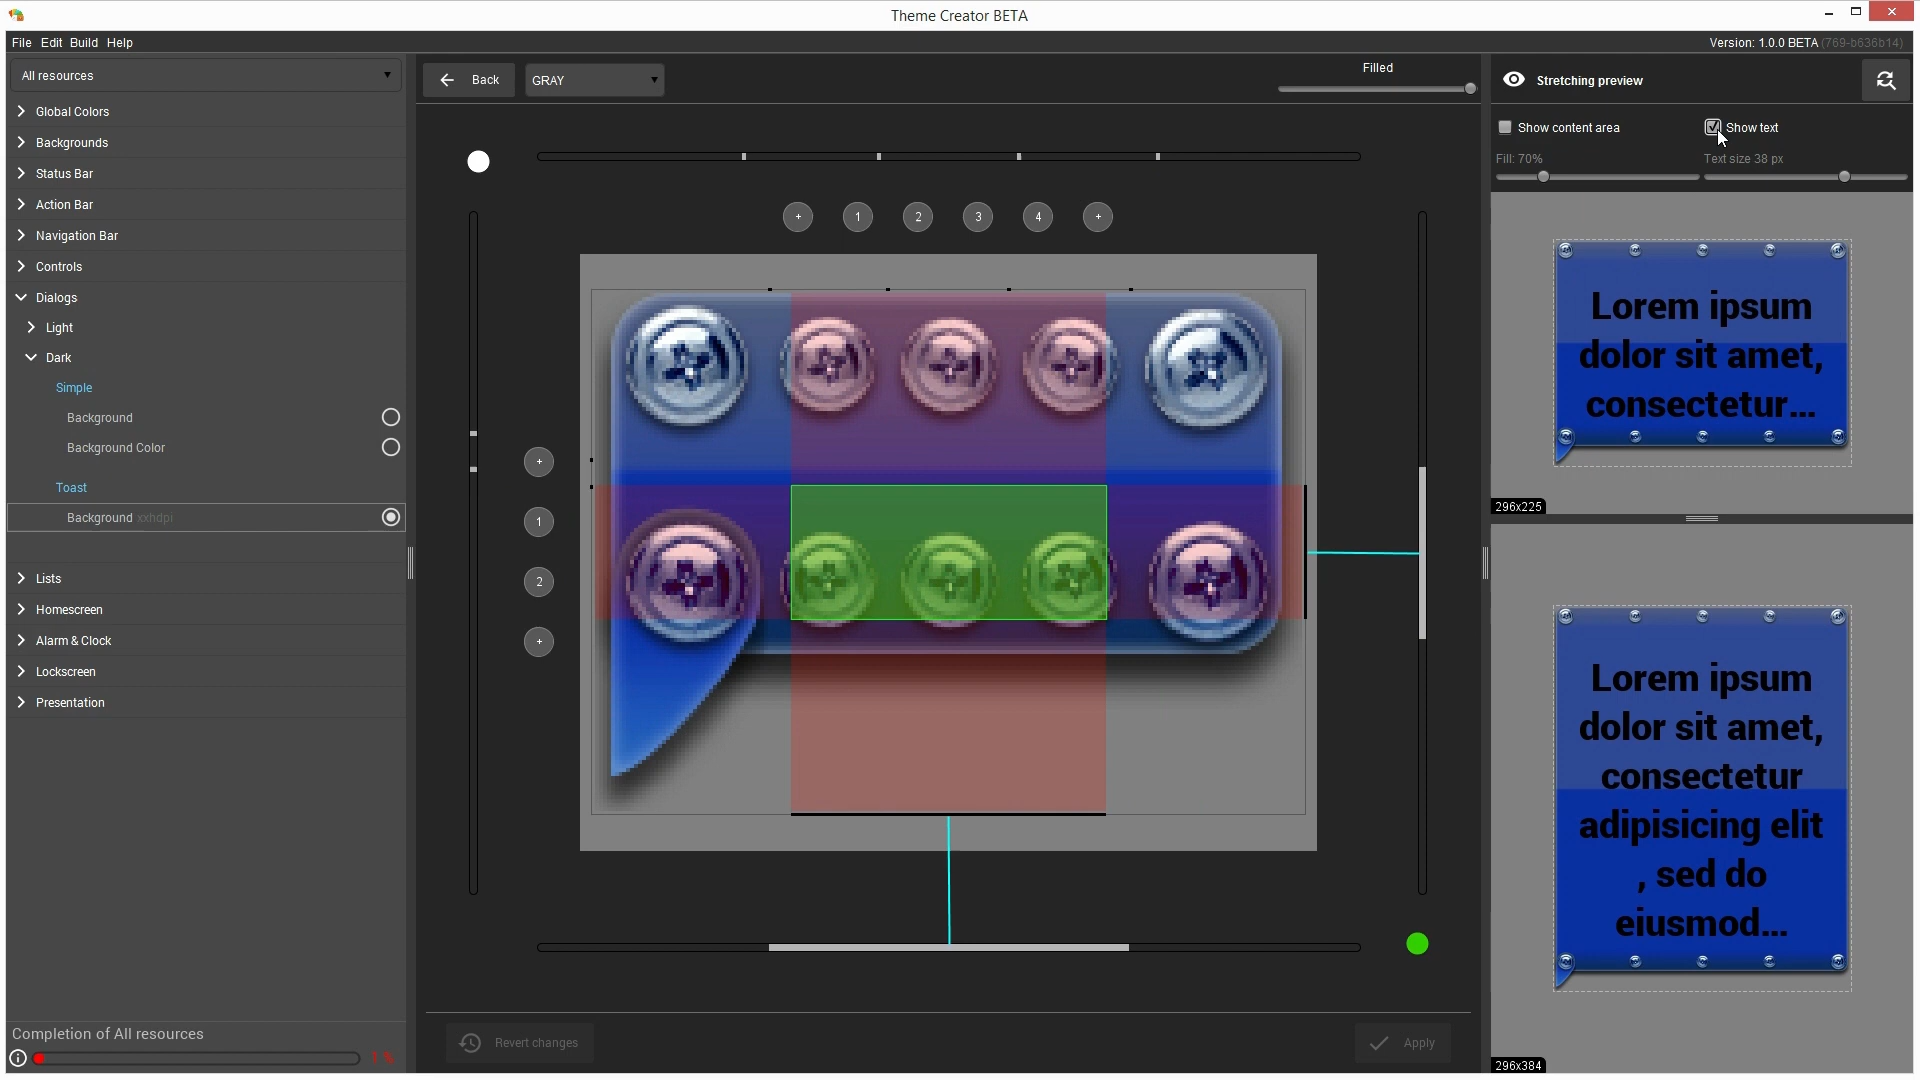 Theme Creator BETA
File Edit Build Help
Version: 1.0.0 BETA (769-b636b14)
All resources
Global Colors
Backgrounds
Status Bar
Action Bar
Navigation Bar
Controls
Dialogs
Light
Dark
Simple
Background
Background Color
Toast
Background xxhdpi
Lists
Homescreen
Alarm & Clock
Lockscreen
Presentation
Completion of All resources
1 %
Back
GRAY
Filled
+ 1 2 3 4 +
+
1
2
+
Revert changes
Apply
Stretching preview
Show content area
Show text
Fill: 70%
Text size 38 px
Lorem ipsum
dolor sit amet,
consectetur...
296x225
Lorem ipsum
dolor sit amet,
consectetur
adipisicing elit
, sed do
eiusmod...
296x384